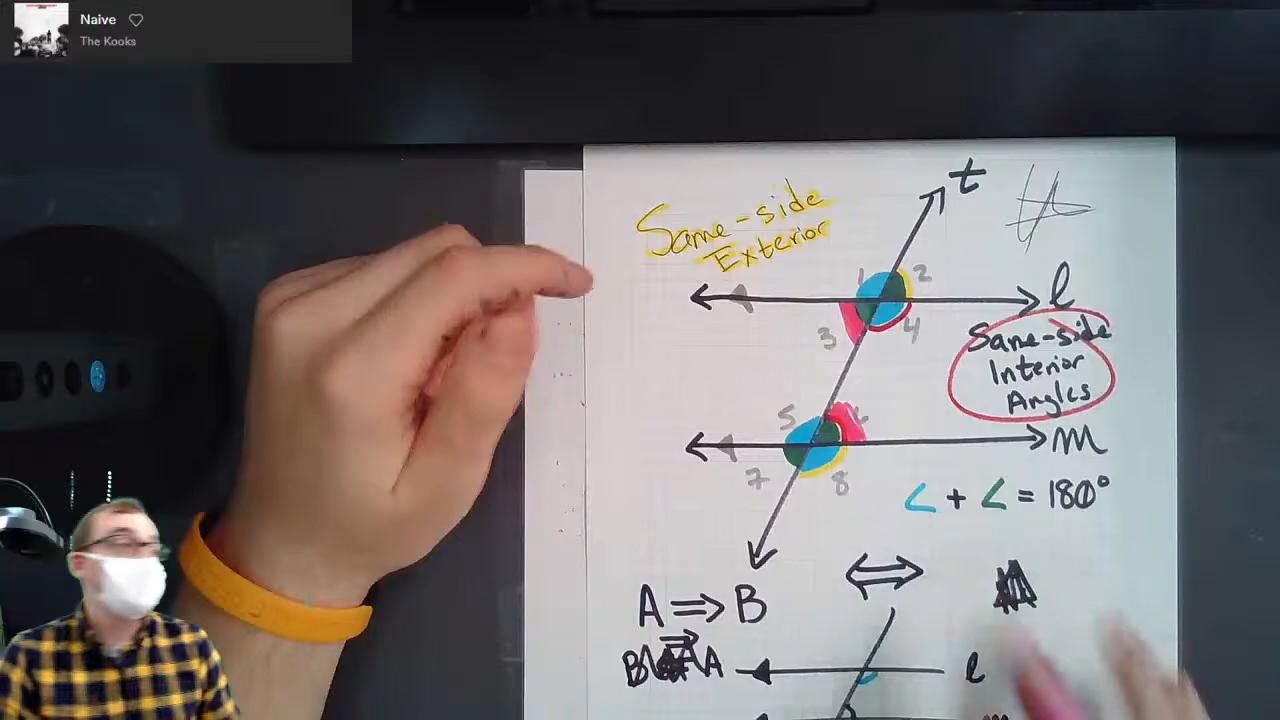 Naive
The Kooks
t
Same-side
Exterior
1 2
l
3 4
Same-side
Interior
Angles
5
m
7 8
∠ + ∠ = 180°
⇔
A ⇒ B
B A
l